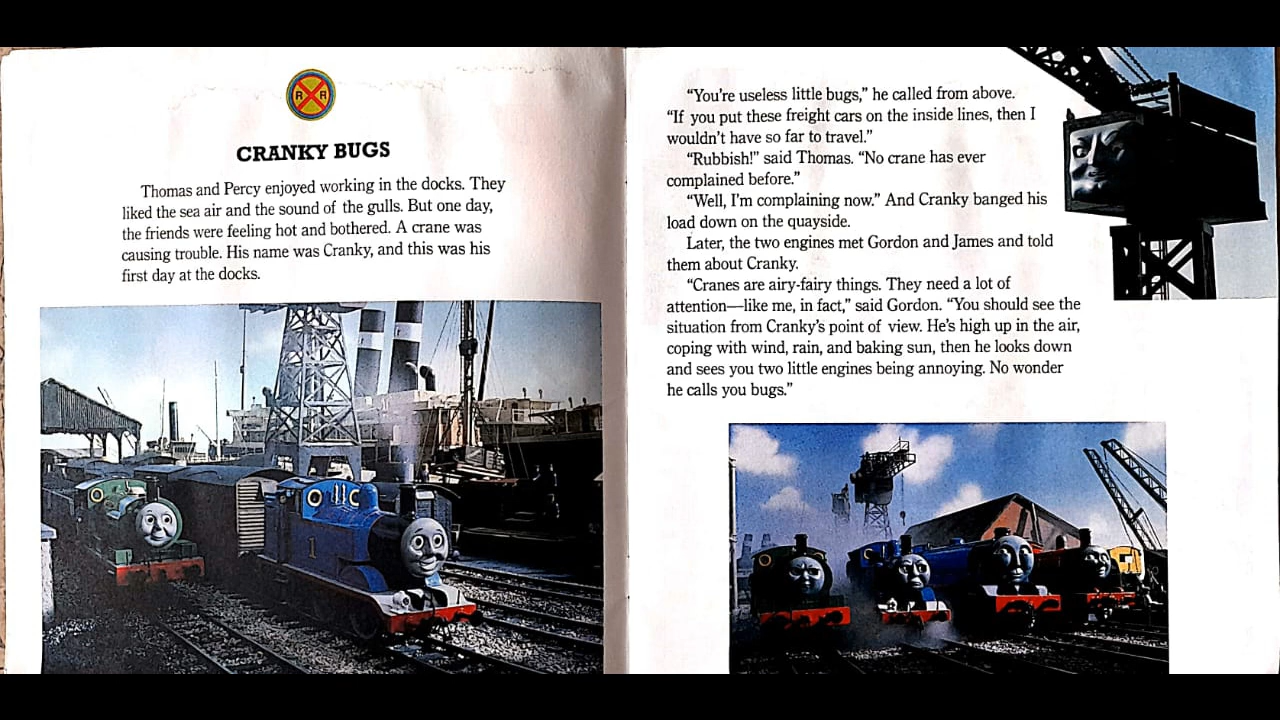 R R
CRANKY BUGS
Thomas and Percy enjoyed working in the docks. They
liked the sea air and the sound of the gulls. But one day,
the friends were feeling hot and bothered. A crane was
causing trouble. His name was Cranky, and this was his
first day at the docks.
1
“You’re useless little bugs,” he called from above.
“If you put these freight cars on the inside lines, then I
wouldn’t have so far to travel.”
“Rubbish!” said Thomas. “No crane has ever
complained before.”
“Well, I’m complaining now.” And Cranky banged his
load down on the quayside.
Later, the two engines met Gordon and James and told
them about Cranky.
“Cranes are airy-fairy things. They need a lot of
attention—like me, in fact,” said Gordon. “You should see the
situation from Cranky’s point of view. He’s high up in the air,
coping with wind, rain, and baking sun, then he looks down
and sees you two little engines being annoying. No wonder
he calls you bugs.”